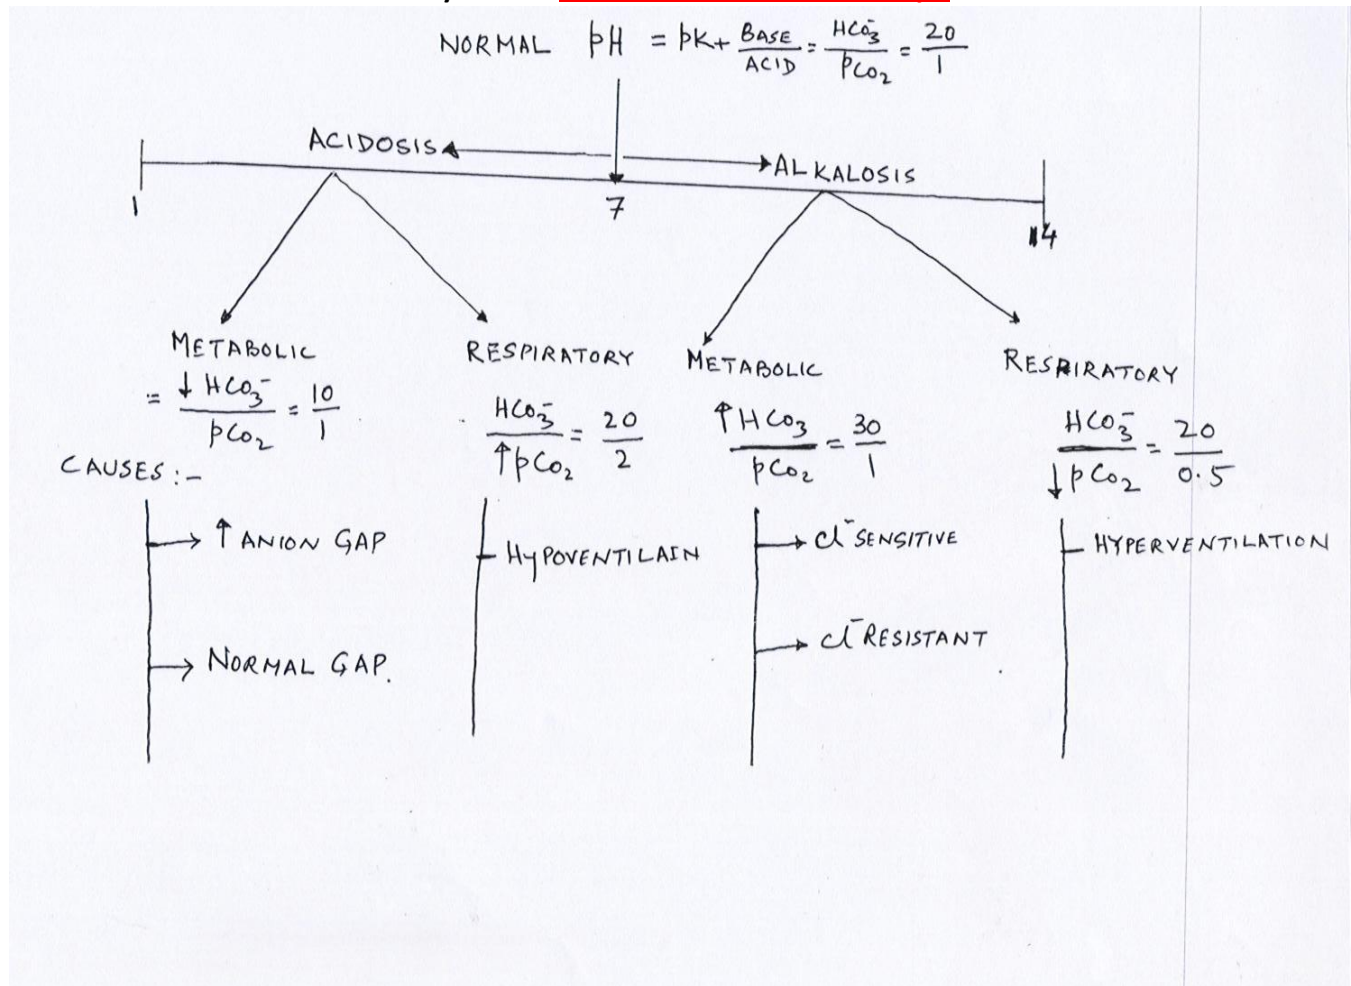 NORMAL pH = pK+ BASE/ACID = HCO3-/pCO2 = 20/1
ACIDOSIS
ALKALOSIS
1
7
14
METABOLIC
= ↓HCO3-/pCO2 = 10/1
RESPIRATORY
HCO3-/↑pCO2 = 20/2
METABOLIC
↑HCO3/pCO2 = 30/1
RESPIRATORY
HCO3-/↓pCO2 = 20/0.5
CAUSES :-
↑ ANION GAP
NORMAL GAP.
HYPOVENTILAIN
Cl- SENSITIVE
Cl- RESISTANT
HYPERVENTILATION